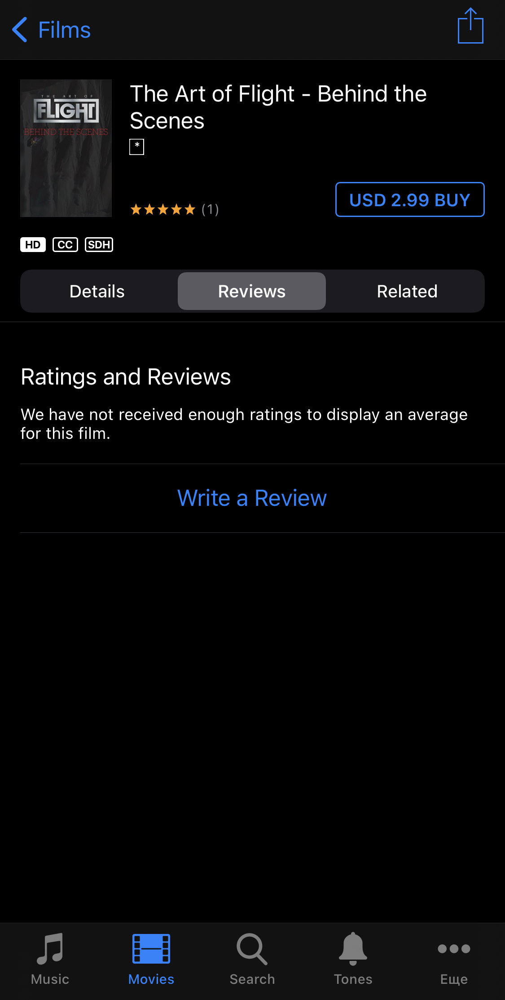 Films
THE ART OF
FLIGHT
BEHIND THE SCENES
The Art of Flight - Behind the
Scenes
*
(1)
USD 2.99 BUY
HD CC SDH
Details Reviews Related
Ratings and Reviews
We have not received enough ratings to display an average
for this film.
Write a Review
Music Movies Search Tones Еще